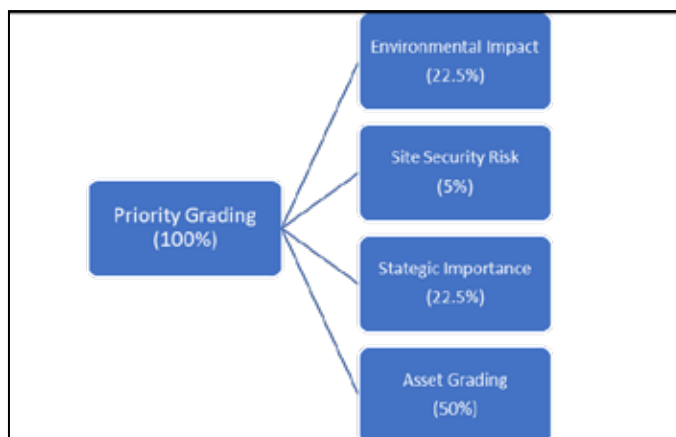 Environmental Impact
(22.5%)
Site Security Risk
(5%)
Priority Grading
(100%)
Stategic Importance
(22.5%)
Asset Grading
(50%)